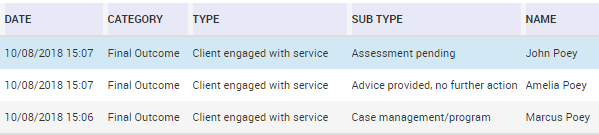 DATE CATEGORY TYPE SUB TYPE NAME
10/08/2018 15:07 Final Outcome Client engaged with service Assessment pending John Poey
10/08/2018 15:07 Final Outcome Client engaged with service Advice provided, no further action Amelia Poey
10/08/2018 15:06 Final Outcome Client engaged with service Case management/program Marcus Poey